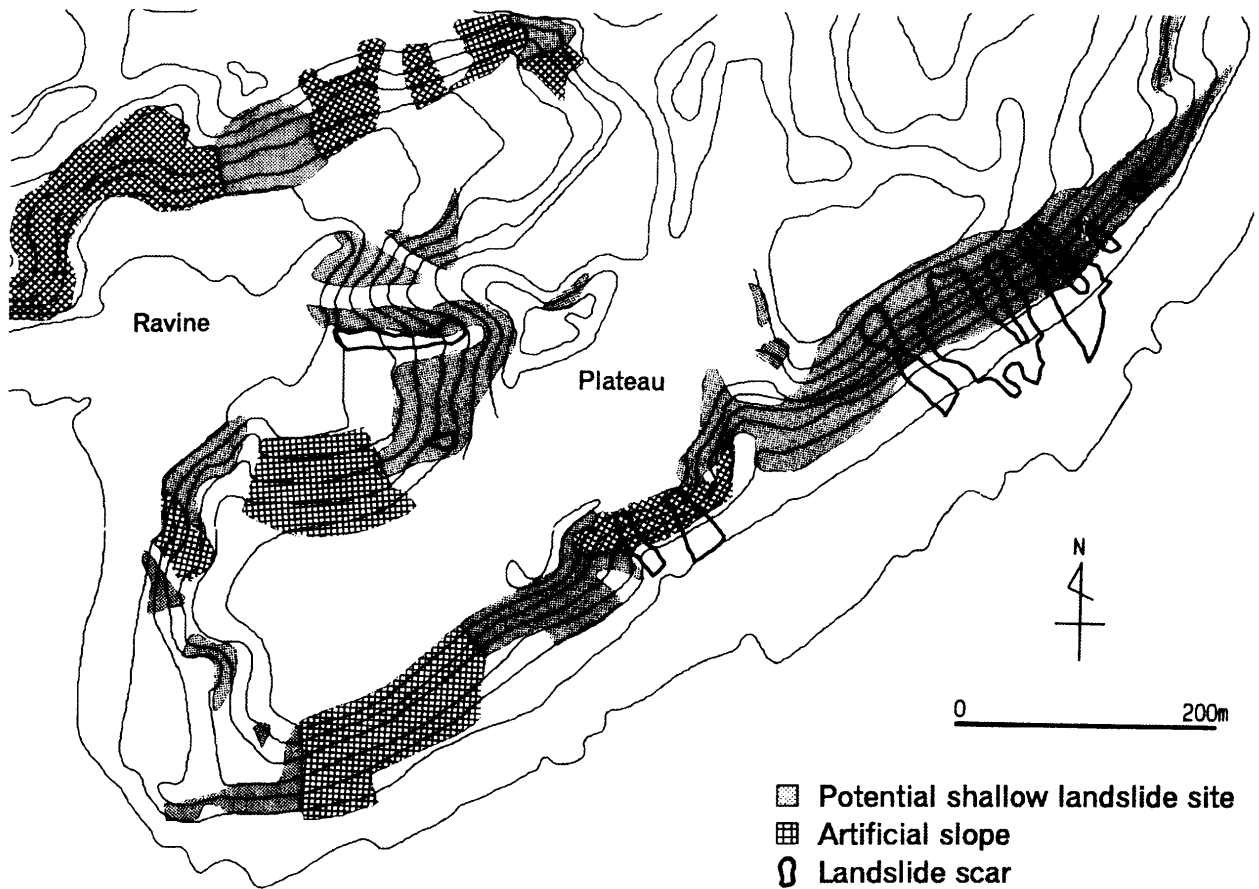 Ravine
Plateau
N
0 200m
Potential shallow landslide site
Artificial slope
Landslide scar